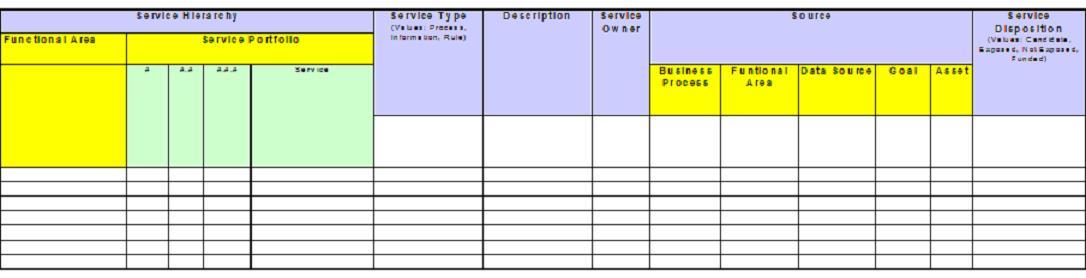 Service Hierarchy
Service Type
(Values: Process,
Information, Rule)
Description
Service
Owner
Source
Service
Disposition
(Values: Candidate,
Exposed, Not Exposed,
Funded)
Functional Area
Service Portfolio
#
#.#
#.#.#
Service
Business
Process
Funtional
Area
Data Source
Goal
Asset